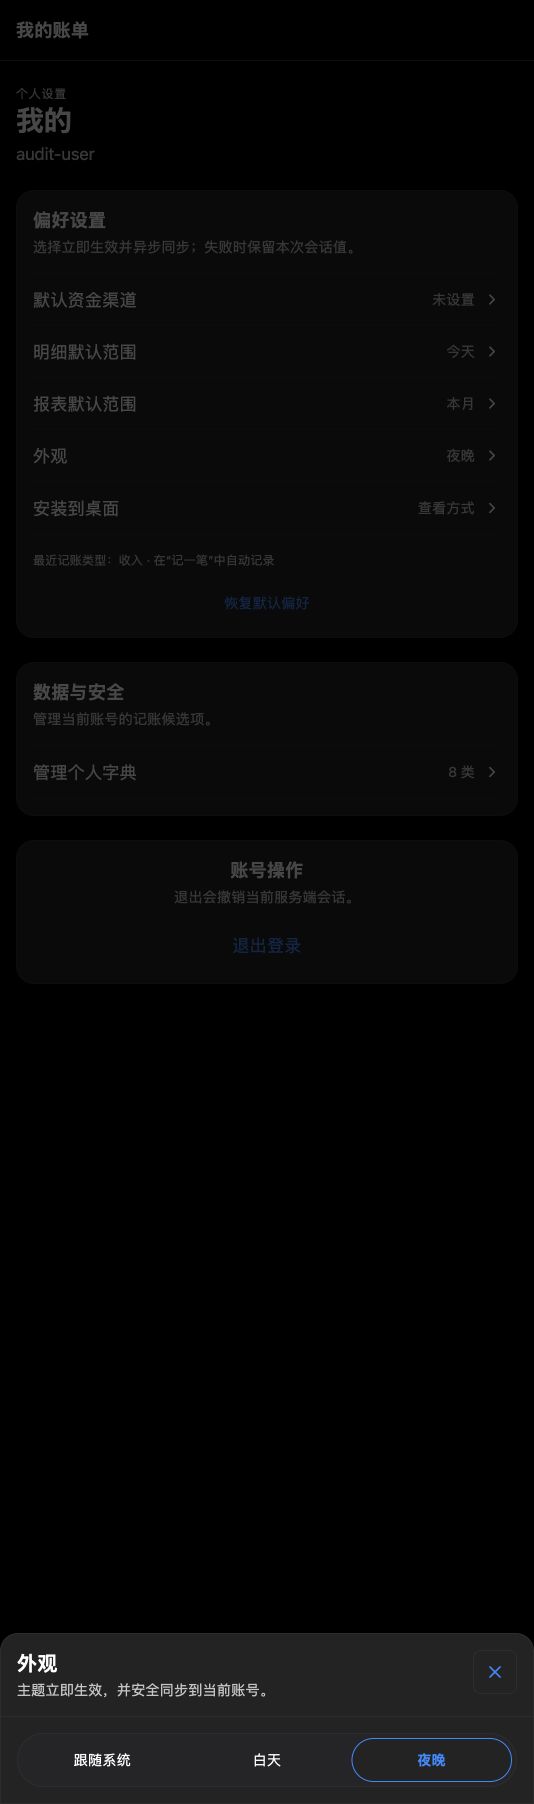 我的账单
个人设置
我的
audit-user
偏好设置
选择立即生效并异步同步；失败时保留本次会话值。
默认资金渠道 未设置
明细默认范围 今天
报表默认范围 本月
外观 夜晚
安装到桌面 查看方式
最近记账类型：收入 · 在“记一笔”中自动记录
恢复默认偏好
数据与安全
管理当前账号的记账候选项。
管理个人字典 8 类
账号操作
退出会撤销当前服务端会话。
退出登录
外观
主题立即生效，并安全同步到当前账号。
跟随系统 白天 夜晚